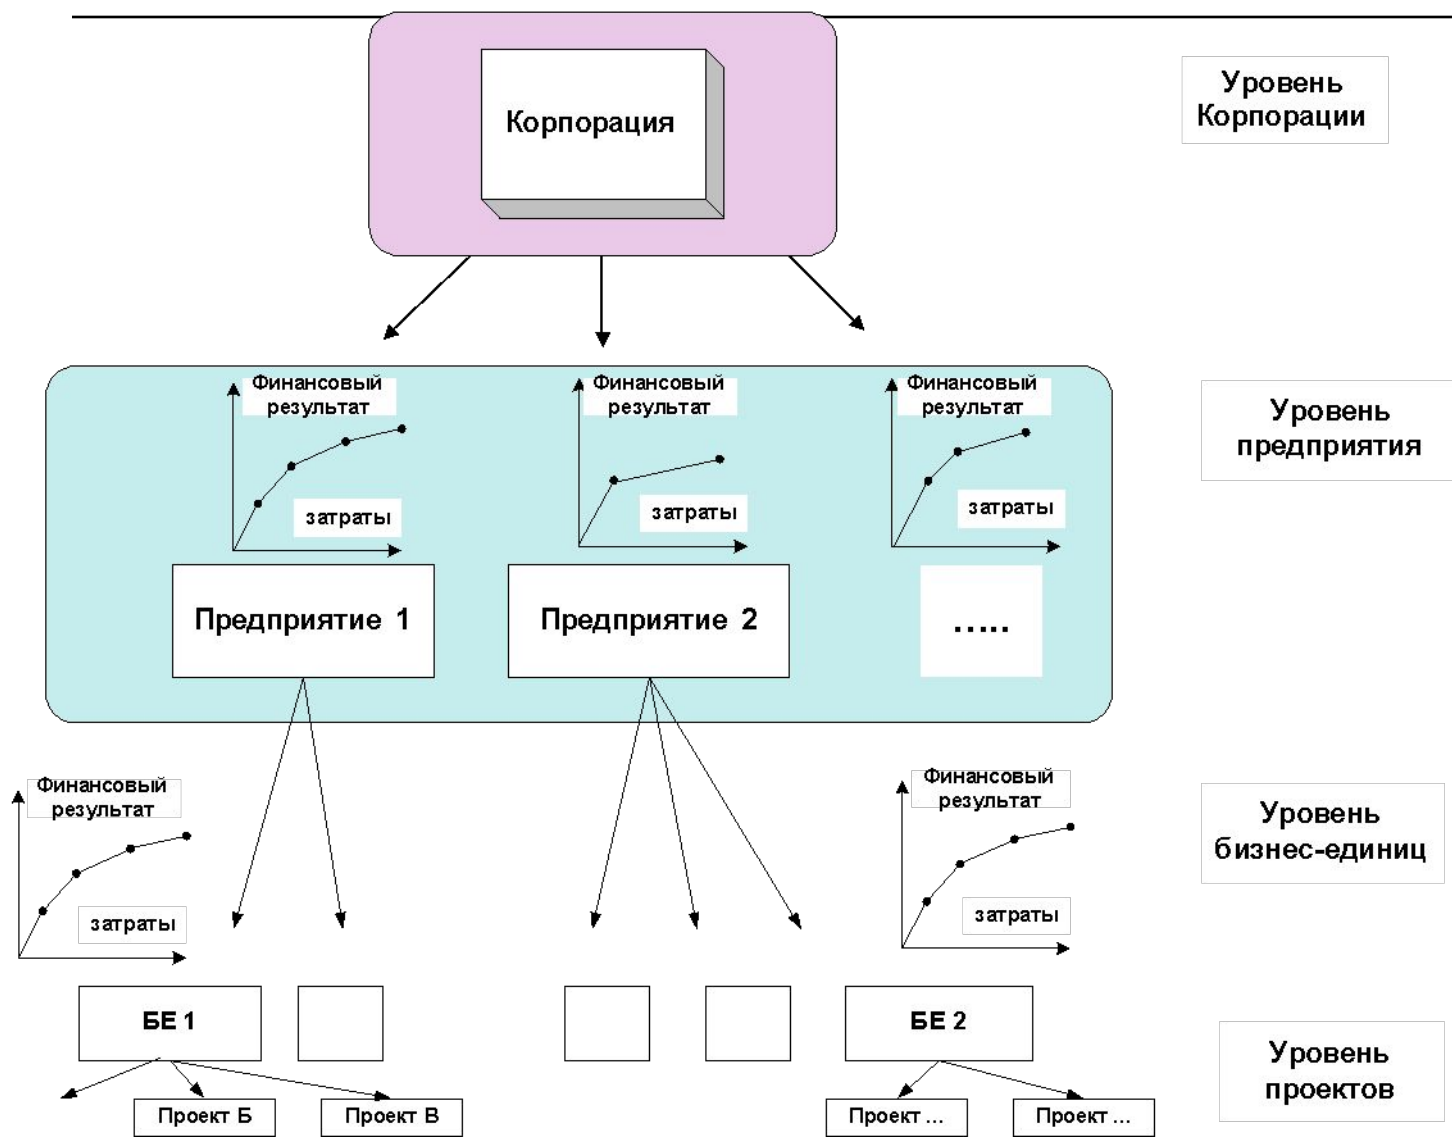 Корпорация
Уровень
Корпорации
Финансовый
результат
затраты
Финансовый
результат
затраты
Финансовый
результат
затраты
Уровень
предприятия
Предприятие 1
Предприятие 2
.....
Финансовый
результат
затраты
Финансовый
результат
затраты
Уровень
бизнес-единиц
БЕ 1
БЕ 2
Уровень
проектов
Проект Б
Проект В
Проект ...
Проект ...